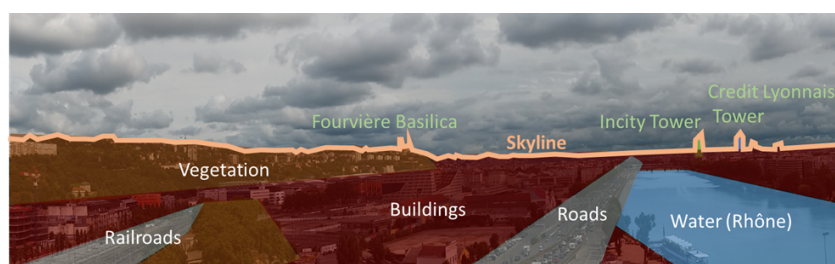 Credit Lyonnais
Tower
Fourvière Basilica
Incity Tower
Skyline
Vegetation
Buildings
Roads
Water (Rhône)
Railroads